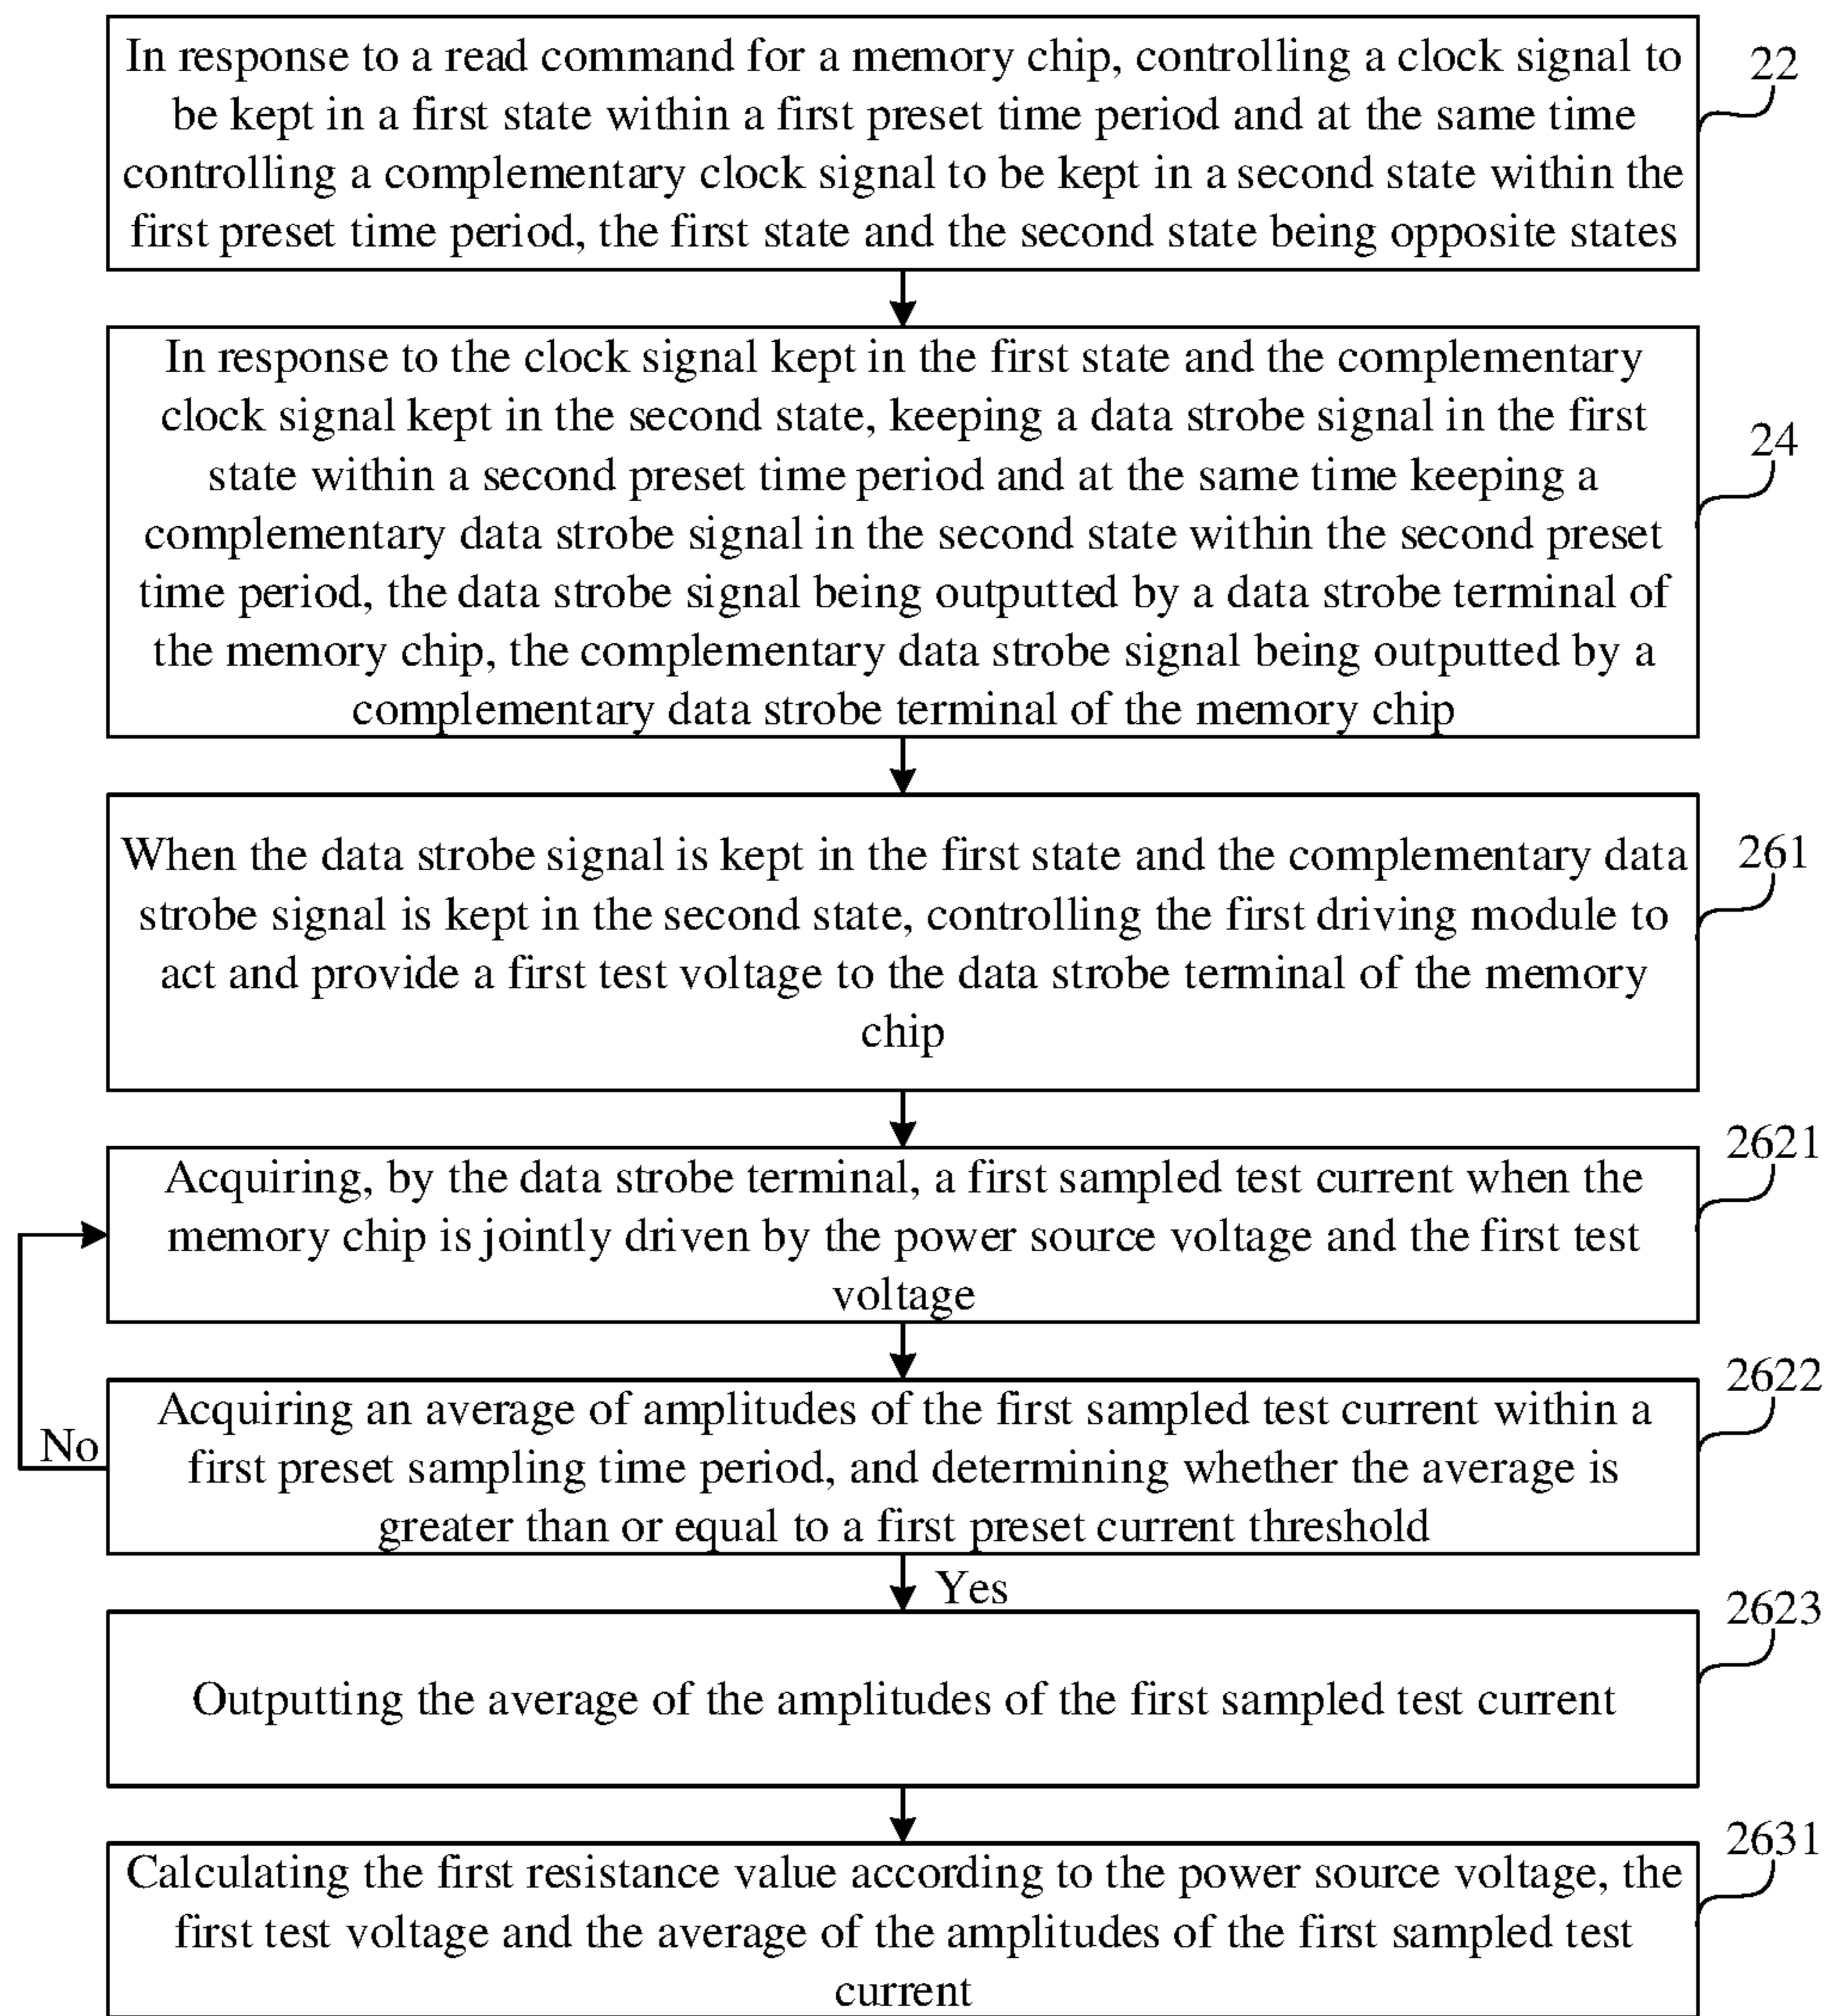 In response to a read command for a memory chip, controlling a clock signal to
be kept in a first state within a first preset time period and at the same time
controlling a complementary clock signal to be kept in a second state within the
first preset time period, the first state and the second state being opposite states
22
In response to the clock signal kept in the first state and the complementary
clock signal kept in the second state, keeping a data strobe signal in the first
state within a second preset time period and at the same time keeping a
complementary data strobe signal in the second state within the second preset
time period, the data strobe signal being outputted by a data strobe terminal of
the memory chip, the complementary data strobe signal being outputted by a
complementary data strobe terminal of the memory chip
24
When the data strobe signal is kept in the first state and the complementary data
strobe signal is kept in the second state, controlling the first driving module to
act and provide a first test voltage to the data strobe terminal of the memory
chip
261
Acquiring, by the data strobe terminal, a first sampled test current when the
memory chip is jointly driven by the power source voltage and the first test
voltage
2621
Acquiring an average of amplitudes of the first sampled test current within a
first preset sampling time period, and determining whether the average is
greater than or equal to a first preset current threshold
2622
No
Yes
Outputting the average of the amplitudes of the first sampled test current
2623
Calculating the first resistance value according to the power source voltage, the
first test voltage and the average of the amplitudes of the first sampled test
current
2631